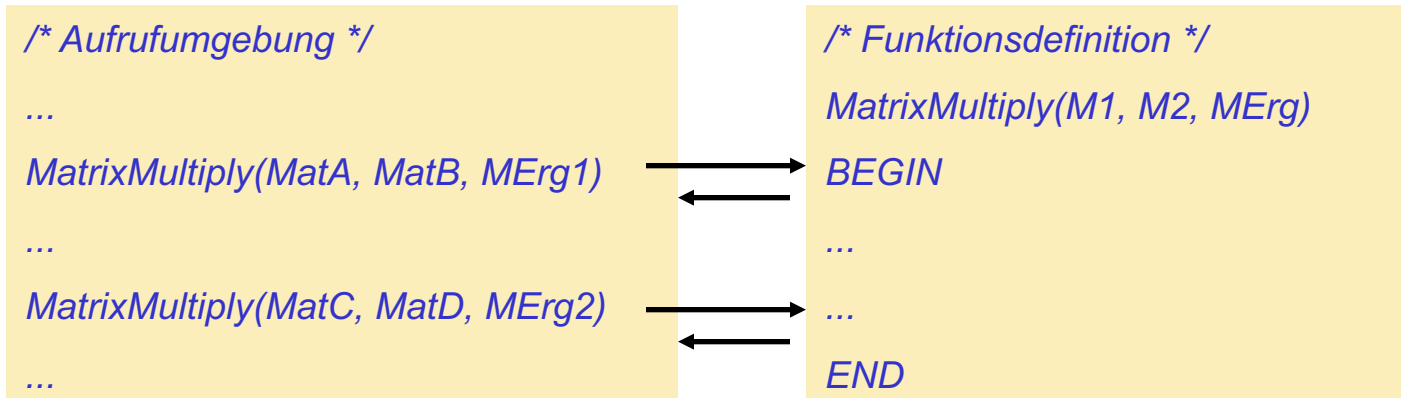 /* Aufrufumgebung */
...
MatrixMultiply(MatA, MatB, MErg1)
...
MatrixMultiply(MatC, MatD, MErg2)
...
/* Funktionsdefinition */
MatrixMultiply(M1, M2, MErg)
BEGIN
...
...
END